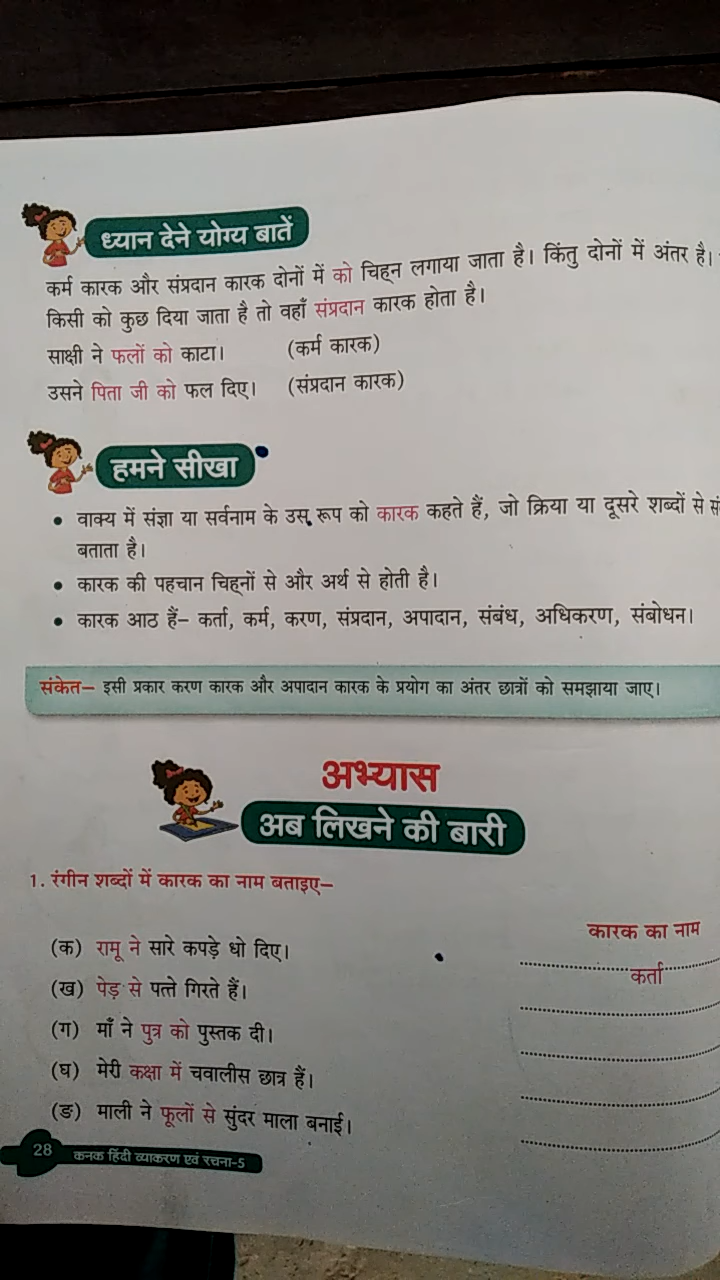 ध्यान देने योग्य बातें
कर्म कारक और संप्रदान कारक दोनों में को चिह्न लगाया जाता है। किंतु दोनों में अंतर है।
किसी को कुछ दिया जाता है तो वहाँ संप्रदान कारक होता है।
साक्षी ने फलों को काटा। (कर्म कारक)
उसने पिता जी को फल दिए। (संप्रदान कारक)
हमने सीखा
• वाक्य में संज्ञा या सर्वनाम के उस रूप को कारक कहते हैं, जो क्रिया या दूसरे शब्दों से
बताता है।
• कारक की पहचान चिह्नों से और अर्थ से होती है।
• कारक आठ हैं– कर्ता, कर्म, करण, संप्रदान, अपादान, संबंध, अधिकरण, संबोधन।
संकेत– इसी प्रकार करण कारक और अपादान कारक के प्रयोग का अंतर छात्रों को समझाया जाए।
अभ्यास
अब लिखने की बारी
1. रंगीन शब्दों में कारक का नाम बताइए–
कारक का नाम
(क) रामू ने सारे कपड़े धो दिए। कर्ता
(ख) पेड़ से पत्ते गिरते हैं।
(ग) माँ ने पुत्र को पुस्तक दी।
(घ) मेरी कक्षा में चवालीस छात्र हैं।
(ङ) माली ने फूलों से सुंदर माला बनाई।
28 कनक हिंदी व्याकरण एवं रचना-5